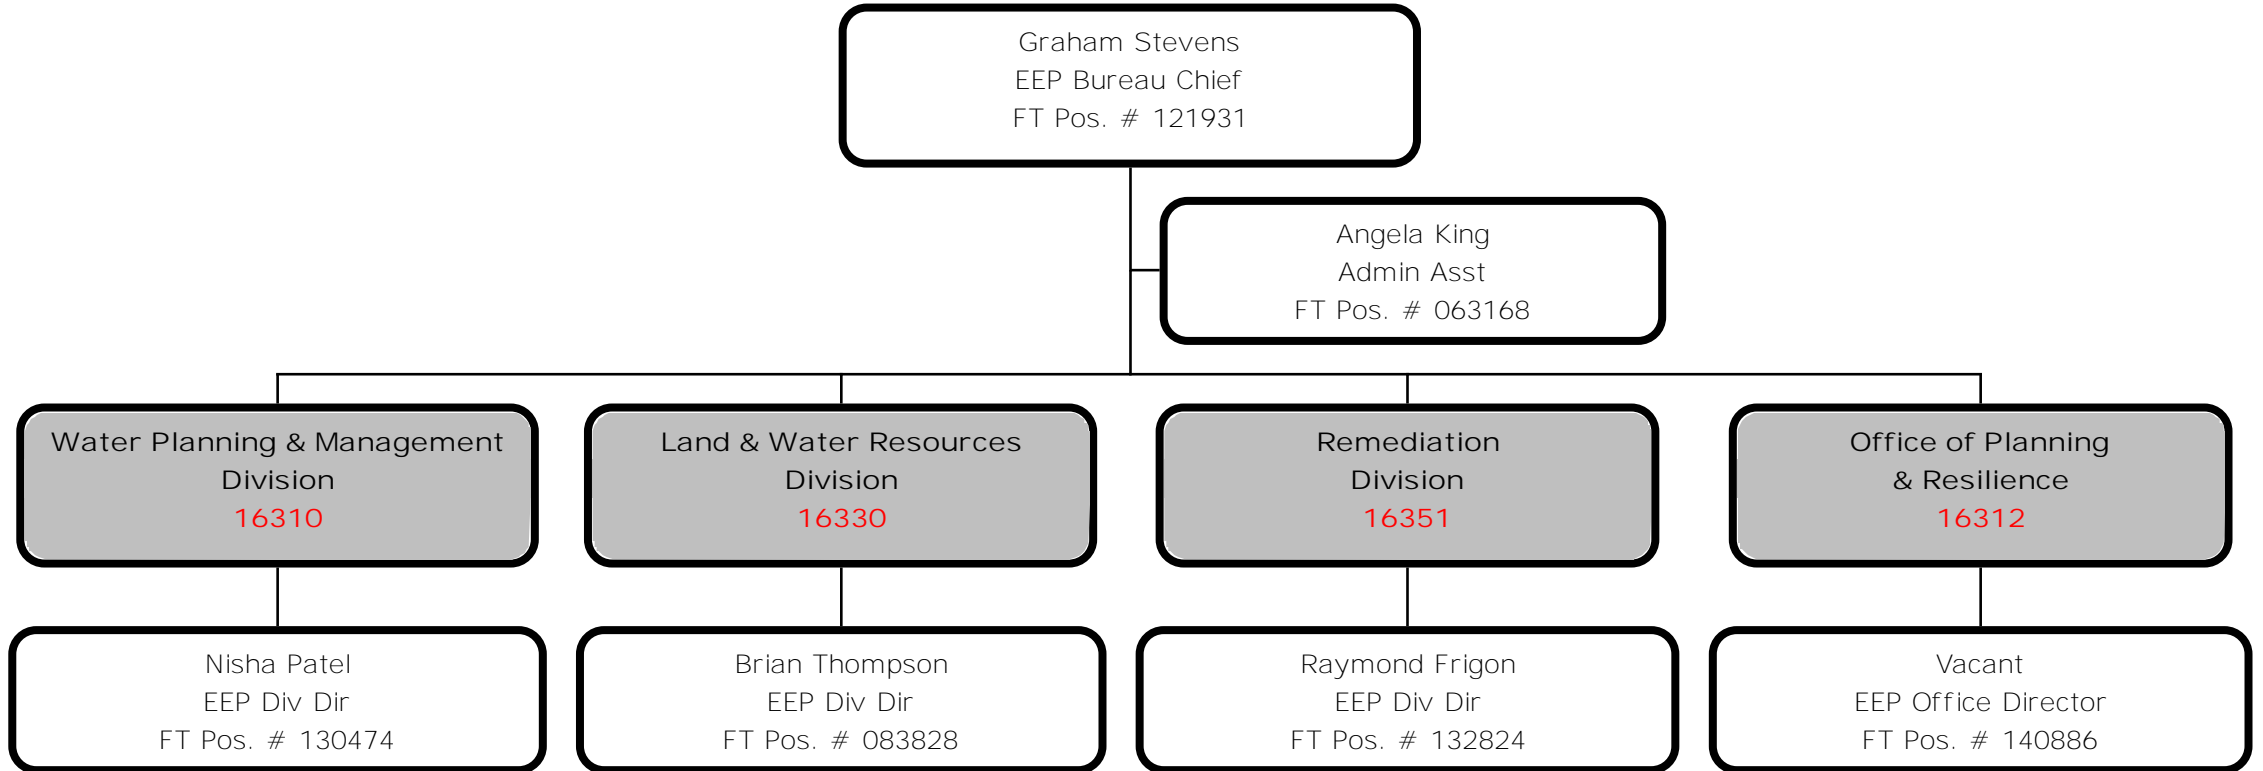 Graham Stevens
EEP Bureau Chief
FT Pos. # 121931
Angela King
Admin Asst
FT Pos. # 063168
Water Planning & Management
Division
16310
Land & Water Resources
Division
16330
Remediation
Division
16351
Office of Planning
& Resilience
16312
Nisha Patel
EEP Div Dir
FT Pos. # 130474
Brian Thompson
EEP Div Dir
FT Pos. # 083828
Raymond Frigon
EEP Div Dir
FT Pos. # 132824
Vacant
EEP Office Director
FT Pos. # 140886